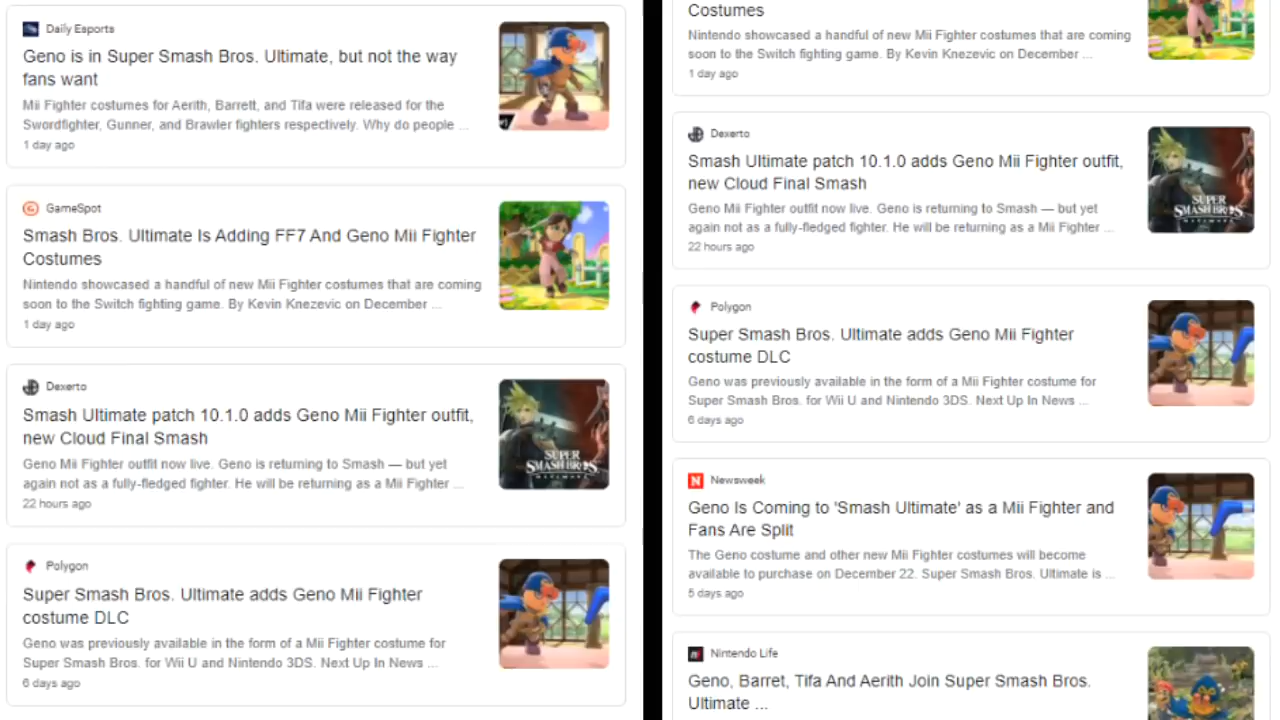 Daily Esports
Geno is in Super Smash Bros. Ultimate, but not the way
fans want
Mii Fighter costumes for Aerith, Barrett, and Tifa were released for the
Swordfighter, Gunner, and Brawler fighters respectively. Why do people ...
1 day ago
GameSpot
Smash Bros. Ultimate Is Adding FF7 And Geno Mii Fighter
Costumes
Nintendo showcased a handful of new Mii Fighter costumes that are coming
soon to the Switch fighting game. By Kevin Knezevic on December ...
1 day ago
Dexerto
Smash Ultimate patch 10.1.0 adds Geno Mii Fighter outfit,
new Cloud Final Smash
Geno Mii Fighter outfit now live. Geno is returning to Smash — but yet
again not as a fully-fledged fighter. He will be returning as a Mii Fighter ...
22 hours ago
SUPER
SMASH BROS
ULTIMATE
Polygon
Super Smash Bros. Ultimate adds Geno Mii Fighter
costume DLC
Geno was previously available in the form of a Mii Fighter costume for
Super Smash Bros. for Wii U and Nintendo 3DS. Next Up In News ...
6 days ago
Costumes
Nintendo showcased a handful of new Mii Fighter costumes that are coming
soon to the Switch fighting game. By Kevin Knezevic on December ...
1 day ago
Dexerto
Smash Ultimate patch 10.1.0 adds Geno Mii Fighter outfit,
new Cloud Final Smash
Geno Mii Fighter outfit now live. Geno is returning to Smash — but yet
again not as a fully-fledged fighter. He will be returning as a Mii Fighter ...
22 hours ago
SUPER
SMASH BROS
ULTIMATE
Polygon
Super Smash Bros. Ultimate adds Geno Mii Fighter
costume DLC
Geno was previously available in the form of a Mii Fighter costume for
Super Smash Bros. for Wii U and Nintendo 3DS. Next Up In News ...
6 days ago
Newsweek
Geno Is Coming to 'Smash Ultimate' as a Mii Fighter and
Fans Are Split
The Geno costume and other new Mii Fighter costumes will become
available to purchase on December 22. Super Smash Bros. Ultimate is ...
5 days ago
Nintendo Life
Geno, Barret, Tifa And Aerith Join Super Smash Bros.
Ultimate ...